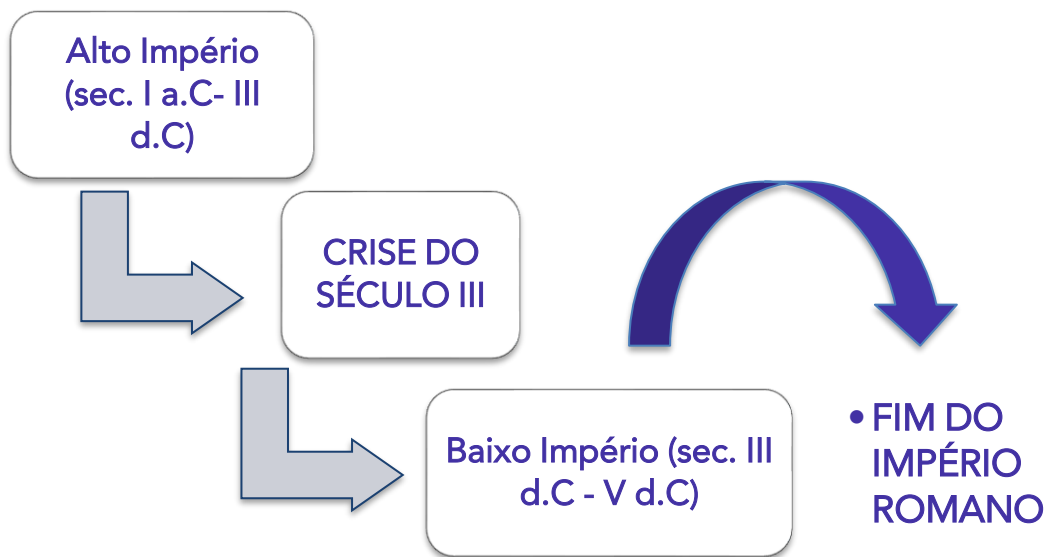 Alto Império
(sec. I a.C- III
d.C)
CRISE DO
SÉCULO III
Baixo Império (sec. III
d.C - V d.C)
• FIM DO
IMPÉRIO
ROMANO